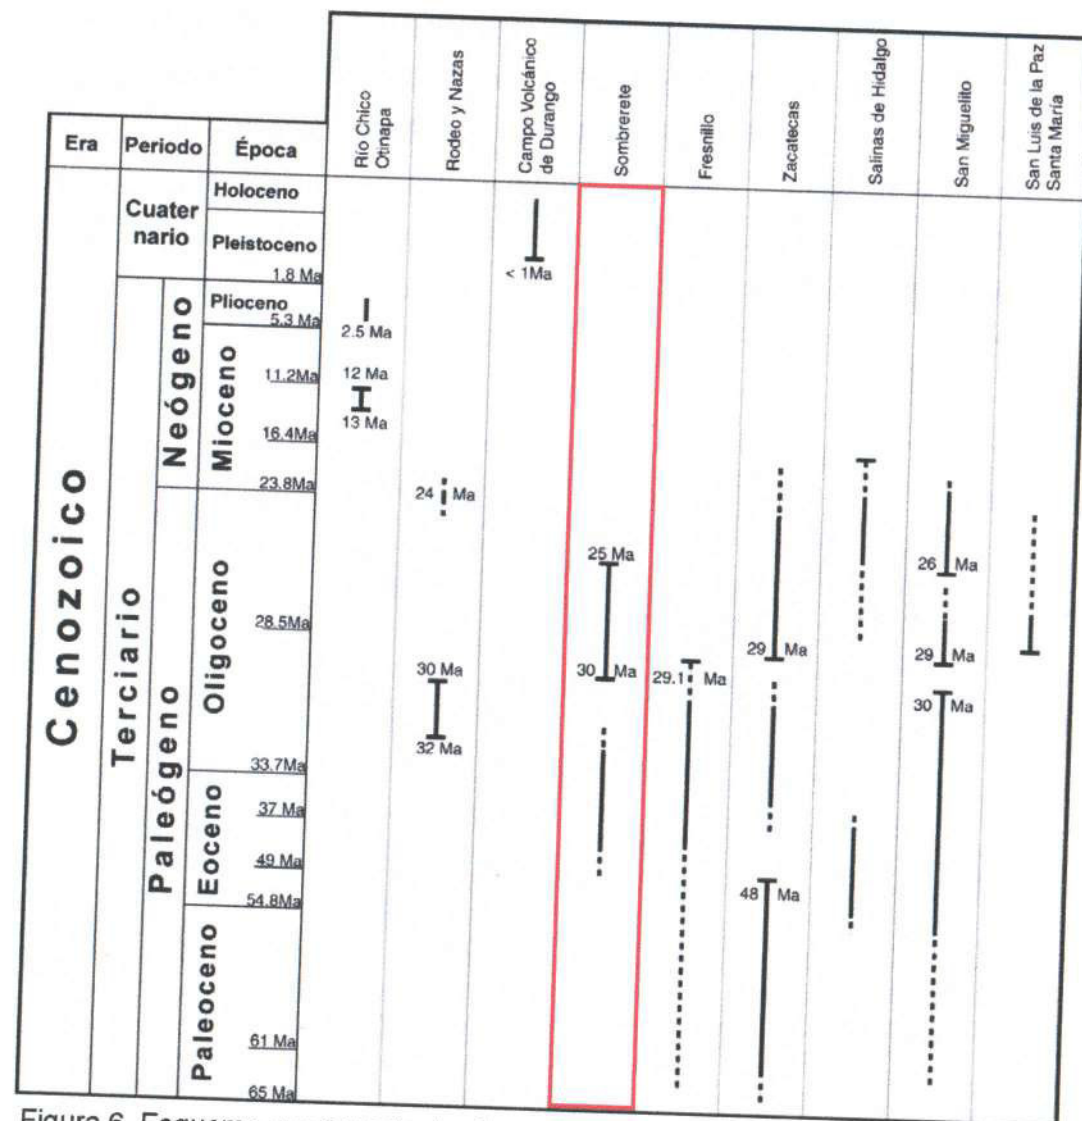 Era
Periodo
Época
Río Chico
Otinapa
Rodeo y Nazas
Campo Volcánico
de Durango
Sombrerete
Fresnillo
Zacatecas
Salinas de Hidalgo
San Miguelito
San Luis de la Paz
Santa María
Cenozoico
Terciario
Cuater
nario
Neógeno
Paleógeno
Holoceno
Pleistoceno
1.8 Ma
Plioceno
5.3 Ma
Mioceno
11.2Ma
16.4Ma
23.8Ma
Oligoceno
28.5Ma
33.7Ma
Eoceno
37 Ma
49 Ma
54.8Ma
Paleoceno
61 Ma
65 Ma
2.5 Ma
12 Ma
13 Ma
24 Ma
30 Ma
32 Ma
< 1Ma
25 Ma
30 Ma
29.1 Ma
29 Ma
48 Ma
26 Ma
29 Ma
30 Ma